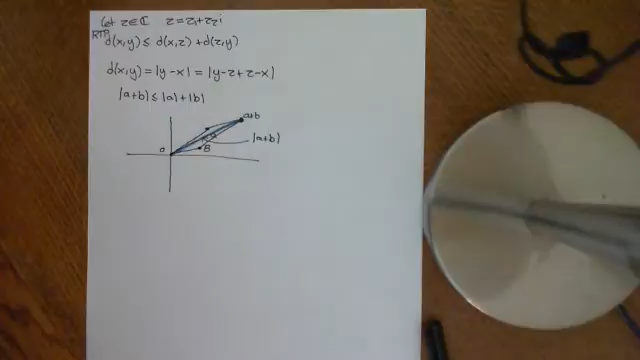 Let z∈ℂ z=z₁+z₂i
RTP
d(x,y) ≤ d(x,z) + d(z,y)
d(x,y) = |y-x| = |y-z+z-x|
|a+b| ≤ |a|+|b|
a+b
|a+b|
0
B